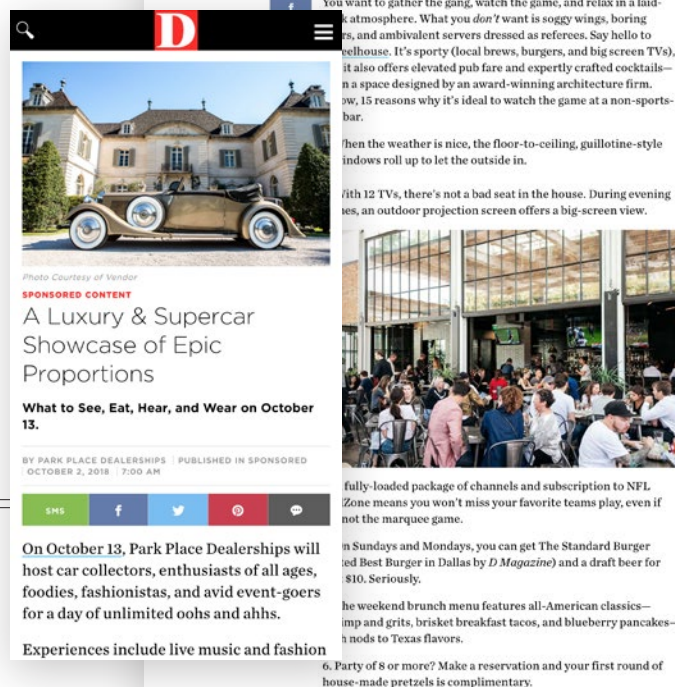 D
Photo Courtesy of Vendor
SPONSORED CONTENT
A Luxury & Supercar
Showcase of Epic
Proportions
What to See, Eat, Hear, and Wear on October
13.
BY PARK PLACE DEALERSHIPS PUBLISHED IN SPONSORED
OCTOBER 2, 2018 7:00 AM
SMS f
On October 13, Park Place Dealerships will
host car collectors, enthusiasts of all ages,
foodies, fashionistas, and avid event-goers
for a day of unlimited oohs and ahhs.
Experiences include live music and fashion
f
You want to gather the gang, watch the game, and relax in a laid-
k atmosphere. What you don't want is soggy wings, boring
rs, and ambivalent servers dressed as referees. Say hello to
eelhouse. It's sporty (local brews, burgers, and big screen TVs),
it also offers elevated pub fare and expertly crafted cocktails—
n a space designed by an award-winning architecture firm.
ow, 15 reasons why it's ideal to watch the game at a non-sports-
bar.
hen the weather is nice, the floor-to-ceiling, guillotine-style
indows roll up to let the outside in.
ith 12 TVs, there's not a bad seat in the house. During evening
es, an outdoor projection screen offers a big-screen view.
fully-loaded package of channels and subscription to NFL
Zone means you won't miss your favorite teams play, even if
not the marquee game.
n Sundays and Mondays, you can get The Standard Burger
ed Best Burger in Dallas by D Magazine) and a draft beer for
$10. Seriously.
he weekend brunch menu features all-American classics—
mp and grits, brisket breakfast tacos, and blueberry pancakes–
h nods to Texas flavors.
6. Party of 8 or more? Make a reservation and your first round of
house-made pretzels is complimentary.